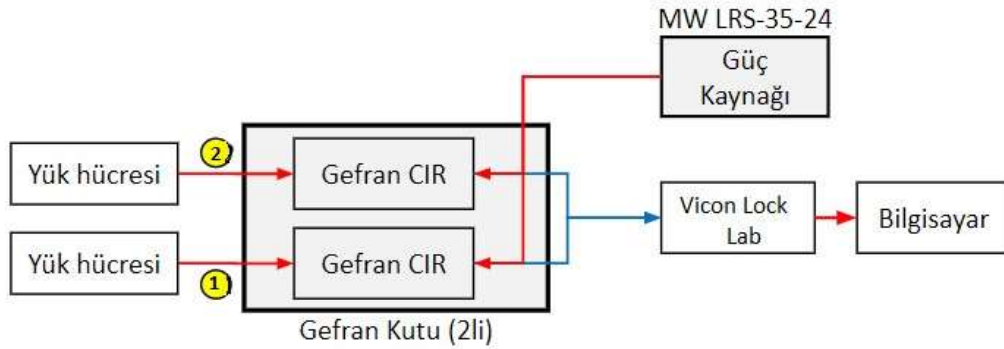 MW LRS-35-24
Güç
Kaynağı
2
Yük hücresi
Gefran CIR
Vicon Lock
Lab
Bilgisayar
Yük hücresi
Gefran CIR
1
Gefran Kutu (2li)